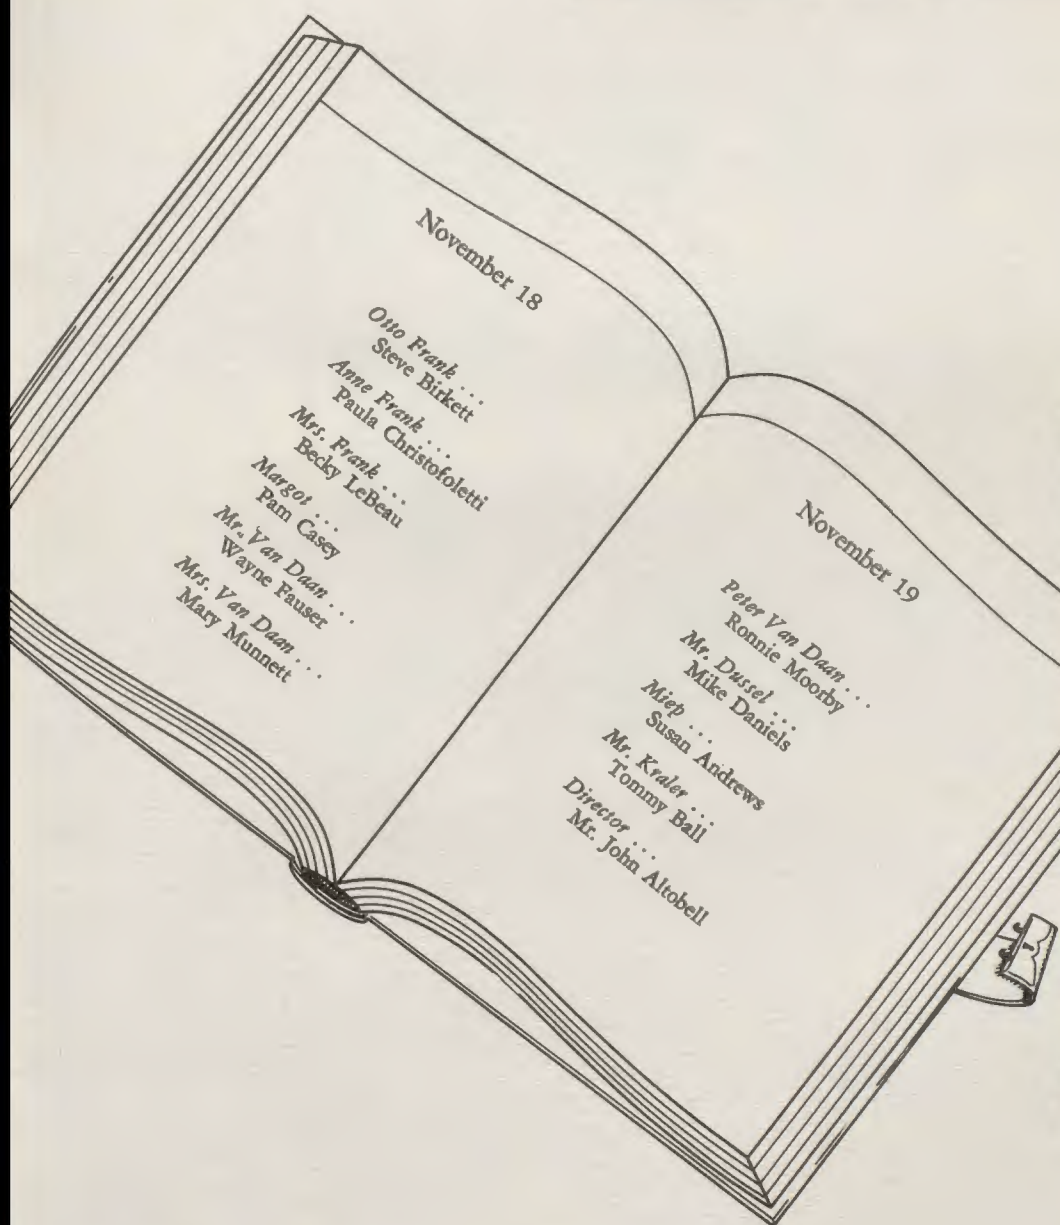 November 18
Otto Frank . . .
Steve Birkett
Anne Frank . . .
Paula Christofoletti
Mrs. Frank . . .
Becky LeBeau
Margot . . .
Pam Casey
Mr. Van Daan . . .
Wayne Fauser
Mrs. Van Daan . . .
Mary Munnett
November 19
Peter Van Daan . . .
Ronnie Moorby
Mr. Dussel . . .
Mike Daniels
Miep . . .
Susan Andrews
Mr. Kraler . . .
Tommy Ball
Director . . .
Mr. John Altobell